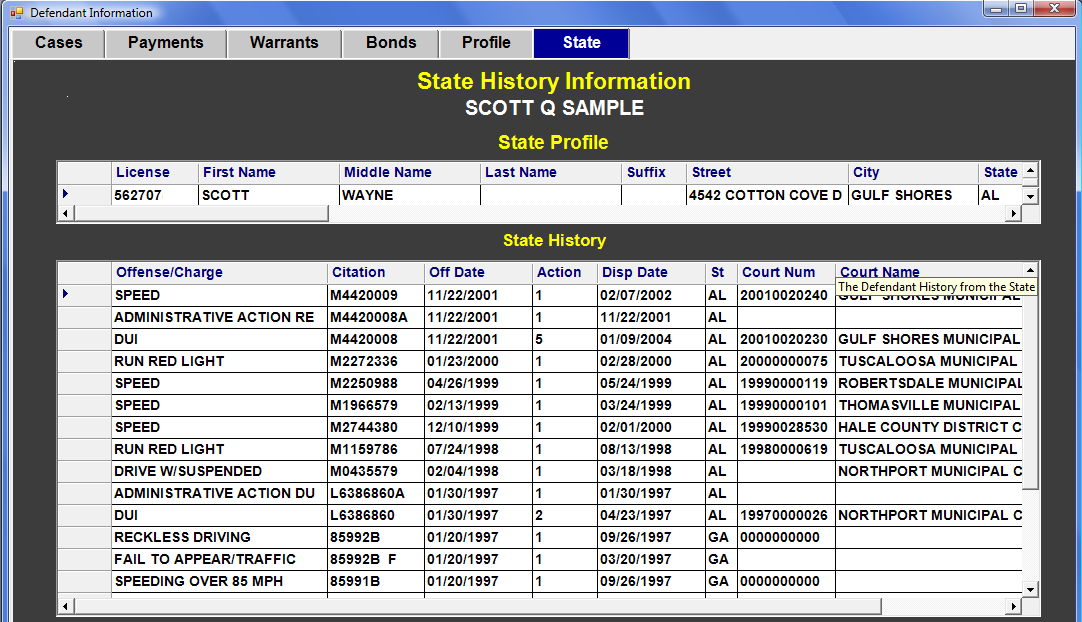 Defendant Information
Cases Payments Warrants Bonds Profile State
State History Information
SCOTT Q SAMPLE
State Profile
License First Name Middle Name Last Name Suffix Street City State
562707 SCOTT WAYNE 4542 COTTON COVE D GULF SHORES AL
State History
Offense/Charge Citation Off Date Action Disp Date St Court Num Court Name
The Defendant History from the State
SPEED M4420009 11/22/2001 1 02/07/2002 AL 20010020240 GULF SHORES MUNICIPAL
ADMINISTRATIVE ACTION RE M4420008A 11/22/2001 1 11/22/2001 AL
DUI M4420008 11/22/2001 5 01/09/2004 AL 20010020230 GULF SHORES MUNICIPAL
RUN RED LIGHT M2272336 01/23/2000 1 02/28/2000 AL 20000000075 TUSCALOOSA MUNICIPAL
SPEED M2250988 04/26/1999 1 05/24/1999 AL 19990000119 ROBERTSDALE MUNICIPAL
SPEED M1966579 02/13/1999 1 03/24/1999 AL 19990000101 THOMASVILLE MUNICIPAL
SPEED M2744380 12/10/1999 1 02/01/2000 AL 19990028530 HALE COUNTY DISTRICT C
RUN RED LIGHT M1159786 07/24/1998 1 08/13/1998 AL 19980000619 TUSCALOOSA MUNICIPAL
DRIVE W/SUSPENDED M0435579 02/04/1998 1 03/18/1998 AL NORTHPORT MUNICIPAL C
ADMINISTRATIVE ACTION DU L6386860A 01/30/1997 1 01/30/1997 AL
DUI L6386860 01/30/1997 2 04/23/1997 AL 19970000026 NORTHPORT MUNICIPAL C
RECKLESS DRIVING 85992B 01/20/1997 1 09/26/1997 GA 0000000000
FAIL TO APPEAR/TRAFFIC 85992B F 01/20/1997 1 03/20/1997 GA
SPEEDING OVER 85 MPH 85991B 01/20/1997 1 09/26/1997 GA 0000000000